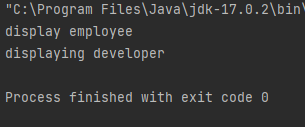 "C:\Program Files\Java\jdk-17.0.2\bin\
display employee
displaying developer
Process finished with exit code 0